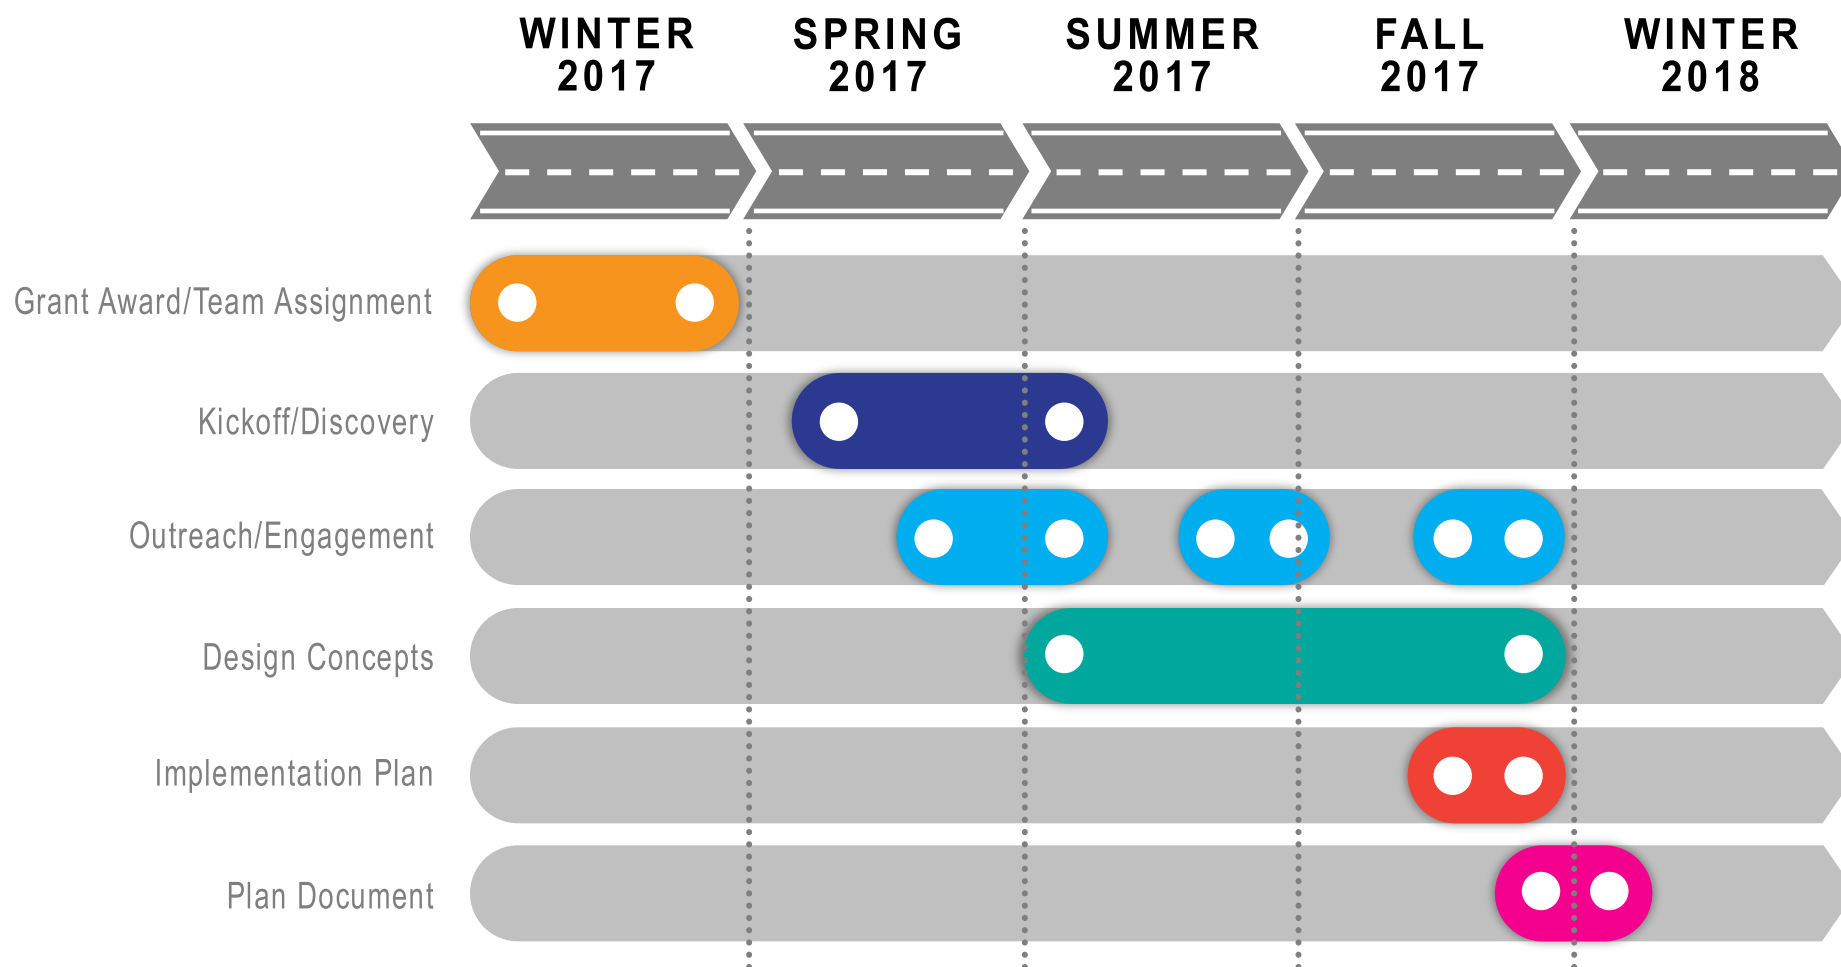 WINTER
2017
SPRING
2017
SUMMER
2017
FALL
2017
WINTER
2018
Grant Award/Team Assignment
Kickoff/Discovery
Outreach/Engagement
Design Concepts
Implementation Plan
Plan Document